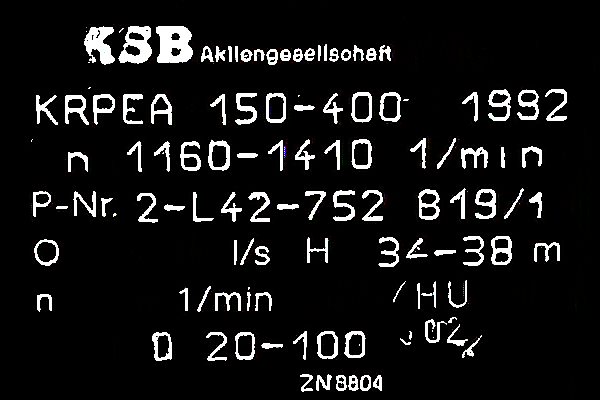 KSB Aktiengesellschaft
KRPEA 150-400 1992
n 1160-1410 1/min
P-Nr. 2-L42-752 819/1
Q l/s H 34-38 m
n 1/min / HU
Q 20-100 02
ZN 8804